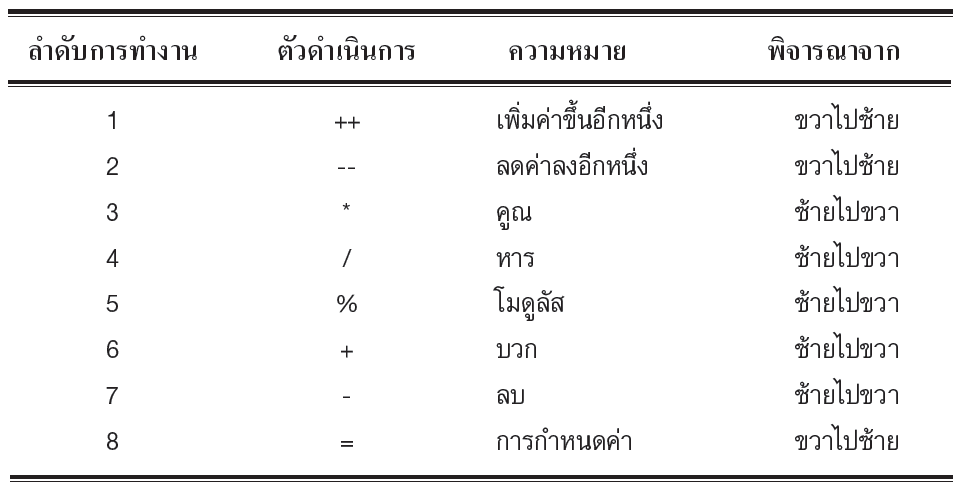 ลำดับการทำงาน ตัวดำเนินการ ความหมาย พิจารณาจาก
1 ++ เพิ่มค่าขึ้นอีกหนึ่ง ขวาไปซ้าย
2 -- ลดค่าลงอีกหนึ่ง ขวาไปซ้าย
3 * คูณ ซ้ายไปขวา
4 / หาร ซ้ายไปขวา
5 % โมดูลัส ซ้ายไปขวา
6 + บวก ซ้ายไปขวา
7 - ลบ ซ้ายไปขวา
8 = การกำหนดค่า ขวาไปซ้าย